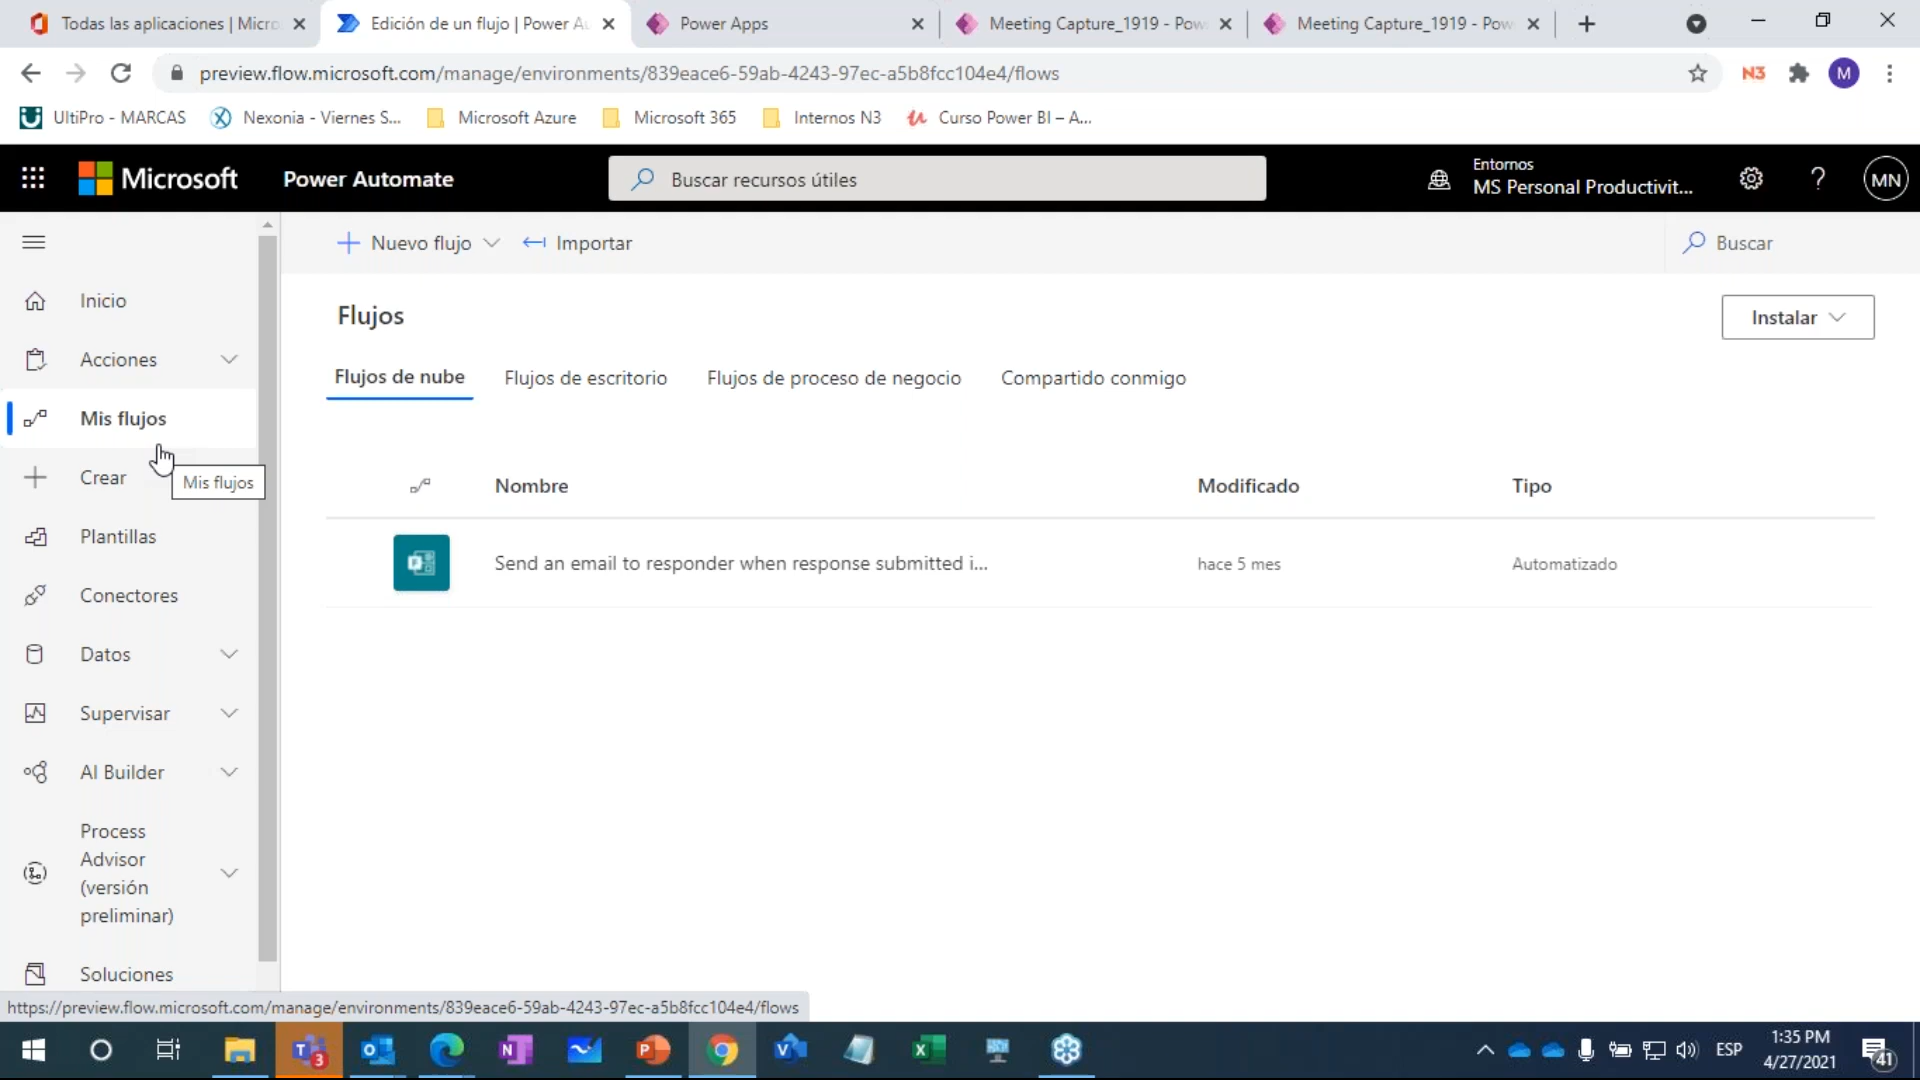 Todas las aplicaciones | Micro
Edición de un flujo | Power Au
Power Apps
Meeting Capture_1919 - Pow
Meeting Capture_1919 - Pow
preview.flow.microsoft.com/manage/environments/839eace6-59ab-4243-97ec-a5b8fcc104e4/flows
N3
M
UltiPro - MARCAS
Nexonia - Viernes S...
Microsoft Azure
Microsoft 365
Internos N3
Curso Power BI – A...
Microsoft
Power Automate
Buscar recursos útiles
Entornos
MS Personal Productivit...
?
MN
Nuevo flujo
Importar
Buscar
Inicio
Acciones
Mis flujos
Crear
Mis flujos
Plantillas
Conectores
Datos
Supervisar
AI Builder
Process
Advisor
(versión
preliminar)
Soluciones
Flujos
Instalar
Flujos de nube
Flujos de escritorio
Flujos de proceso de negocio
Compartido conmigo
Nombre
Modificado
Tipo
Send an email to responder when response submitted i...
hace 5 mes
Automatizado
https://preview.flow.microsoft.com/manage/environments/839eace6-59ab-4243-97ec-a5b8fcc104e4/flows
3
ESP
1:35 PM
4/27/2021
41